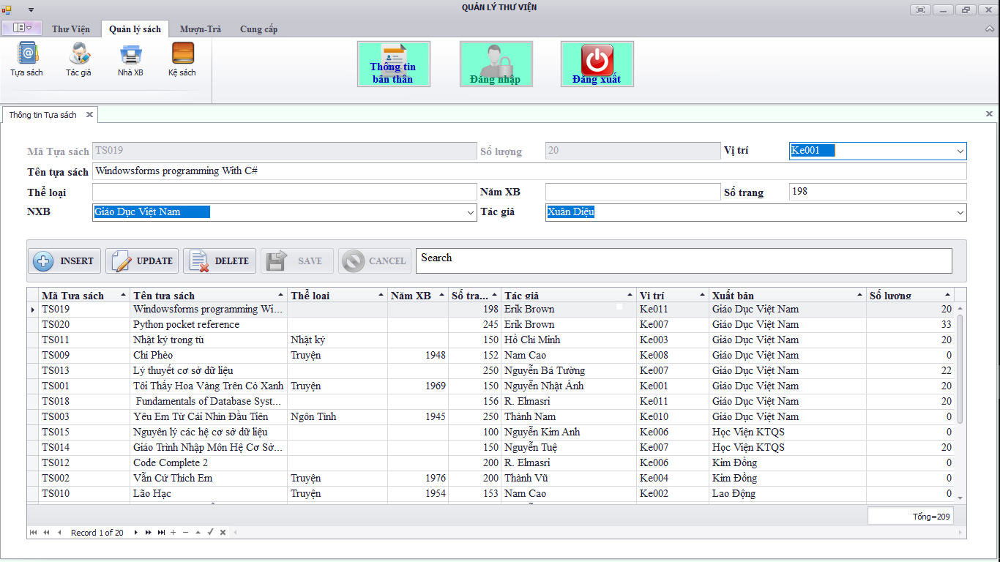 QUẢN LÝ THƯ VIỆN
Thư Viện Quản lý sách Mượn-Trả Cung cấp
Tựa sách Tác giả Nhà XB Kệ sách
Thông tin bản thân Đăng nhập Đăng xuất
Thông tin Tựa sách
Mã Tựa sách TS019 Số lượng 20 Vị trí Ke001
Tên tựa sách Windowsforms programming With C#
Thể loại Năm XB Số trang 198
NXB Giáo Dục Việt Nam Tác giả Xuân Diệu
INSERT UPDATE DELETE SAVE CANCEL Search
Mã Tựa sách Tên tựa sách Thể loại Năm XB Số tra... Tác giả Vị trí Xuất bản Số lượng
TS019 Windowsforms programming Wi... 198 Erik Brown Ke011 Giáo Dục Việt Nam 20
TS020 Python pocket reference 245 Erik Brown Ke007 Giáo Dục Việt Nam 33
TS011 Nhật ký trong tù Nhật ký 150 Hồ Chí Minh Ke003 Giáo Dục Việt Nam 20
TS009 Chí Phèo Truyện 1948 152 Nam Cao Ke008 Giáo Dục Việt Nam 0
TS013 Lý thuyết cơ sở dữ liệu 250 Nguyễn Bá Tường Ke007 Giáo Dục Việt Nam 22
TS001 Tôi Thấy Hoa Vàng Trên Cỏ Xanh Truyện 1969 150 Nguyễn Nhật Ánh Ke001 Giáo Dục Việt Nam 20
TS018 Fundamentals of Database Syst... 156 R. Elmasri Ke011 Giáo Dục Việt Nam 20
TS003 Yêu Em Từ Cái Nhìn Đầu Tiên Ngôn Tình 1945 250 Thành Nam Ke010 Giáo Dục Việt Nam 0
TS015 Nguyên lý các hệ cơ sở dữ liệu 100 Nguyễn Kim Anh Ke006 Học Viện KTQS 0
TS014 Giáo Trình Nhập Môn Hệ Cơ Sở... 150 Nguyễn Tuệ Ke007 Học Viện KTQS 20
TS012 Code Complete 2 200 R. Elmasri Ke006 Kim Đồng 0
TS002 Vẫn Cứ Thích Em Truyện 1976 200 Thành Vũ Ke004 Kim Đồng 0
TS010 Lão Hạc Truyện 1954 153 Nam Cao Ke002 Lao Động 0
Tổng=209
Record 1 of 20